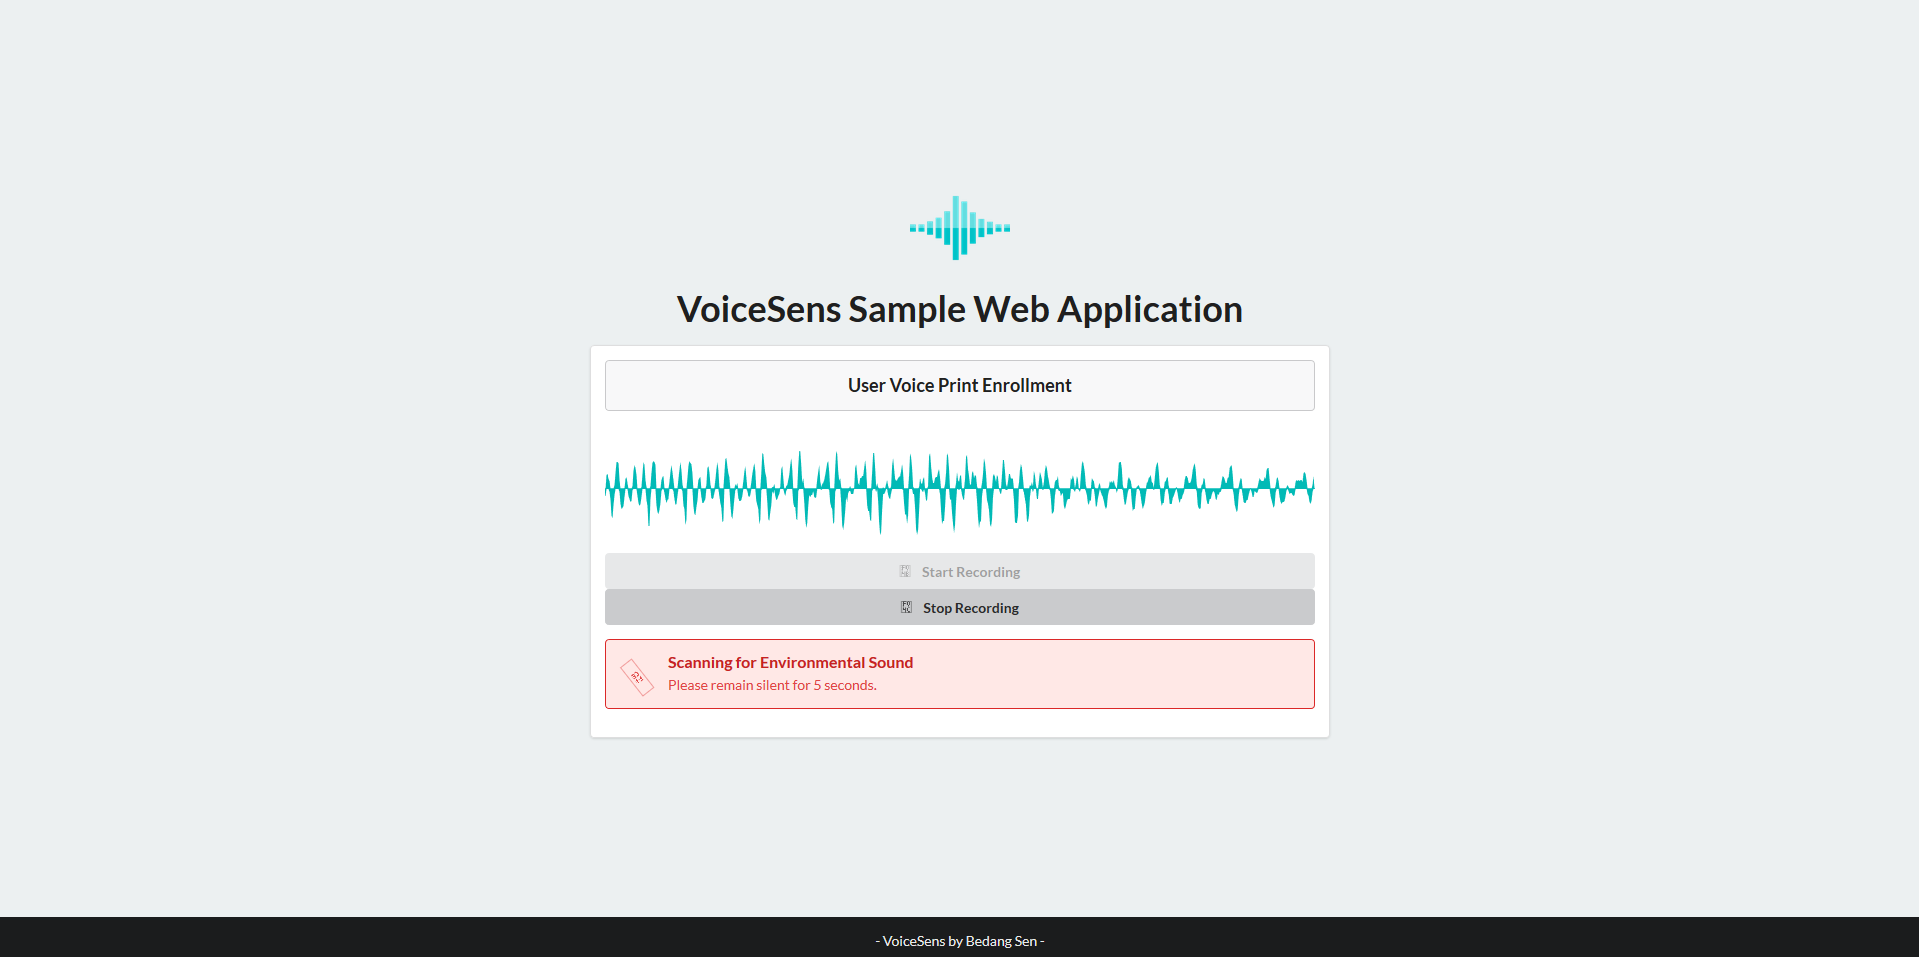 VoiceSens Sample Web Application
User Voice Print Enrollment
Start Recording
Stop Recording
Scanning for Environmental Sound
Please remain silent for 5 seconds.
- VoiceSens by Bedang Sen -